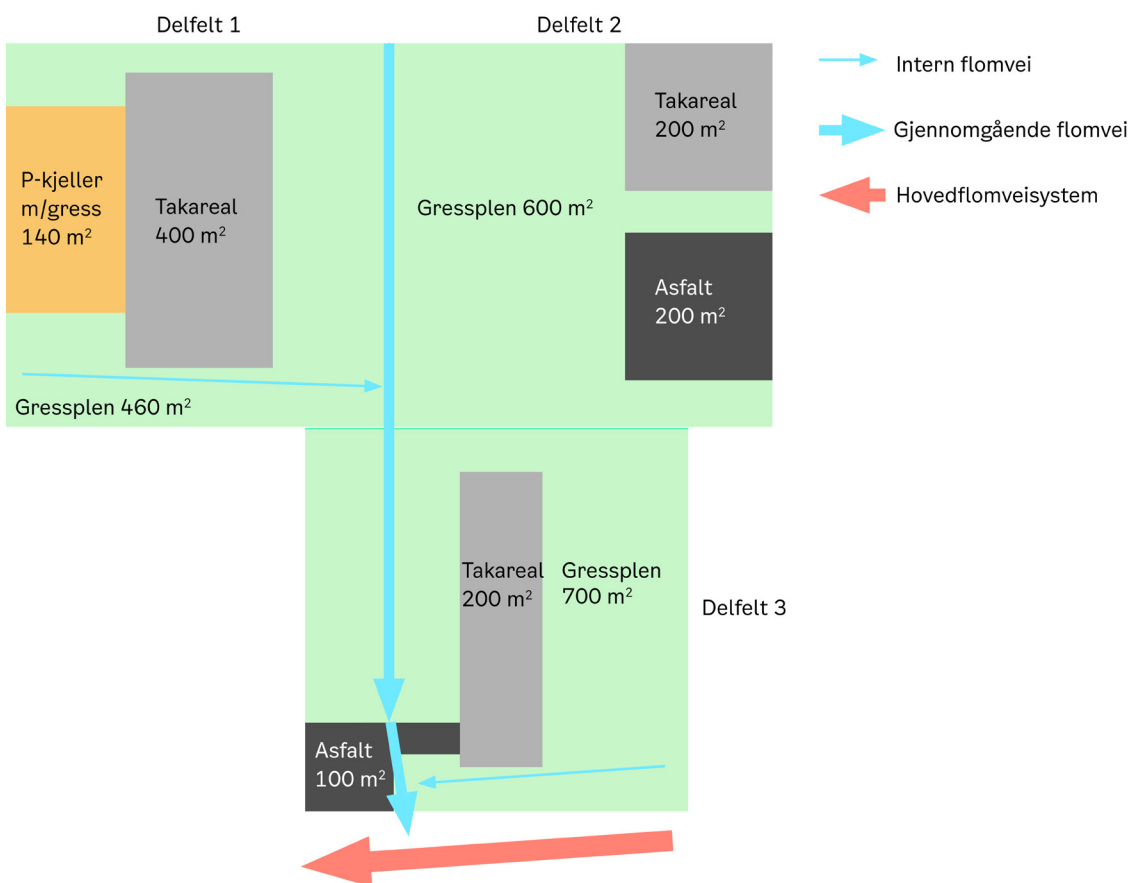 Delfelt 1
Delfelt 2
Intern flomvei
Gjennomgående flomvei
Hovedflomveisystem
P-kjeller
m/gress
140 m²
Takareal
400 m²
Gressplen 460 m²
Gressplen 600 m²
Takareal
200 m²
Asfalt
200 m²
Takareal
200 m²
Gressplen
700 m²
Delfelt 3
Asfalt
100 m²